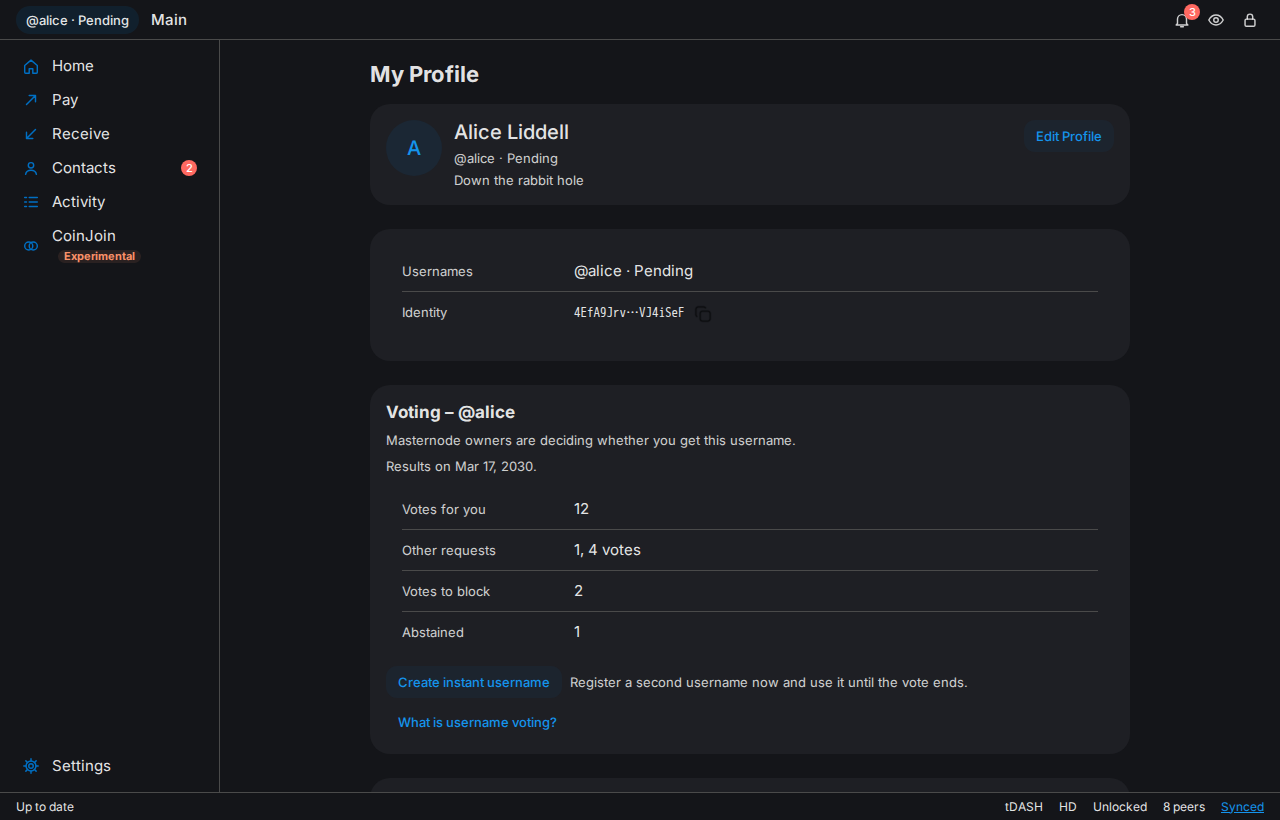 @alice · Pending Main 3
Home
Pay
Receive
Contacts 2
Activity
CoinJoin
Experimental
Settings
My Profile
A
Alice Liddell
@alice · Pending
Down the rabbit hole
Edit Profile
Usernames @alice · Pending
Identity 4EfA9Jrv⋯VJ4iSeF
Voting – @alice
Masternode owners are deciding whether you get this username.
Results on Mar 17, 2030.
Votes for you 12
Other requests 1, 4 votes
Votes to block 2
Abstained 1
Create instant username Register a second username now and use it until the vote ends.
What is username voting?
Up to date tDASH HD Unlocked 8 peers Synced